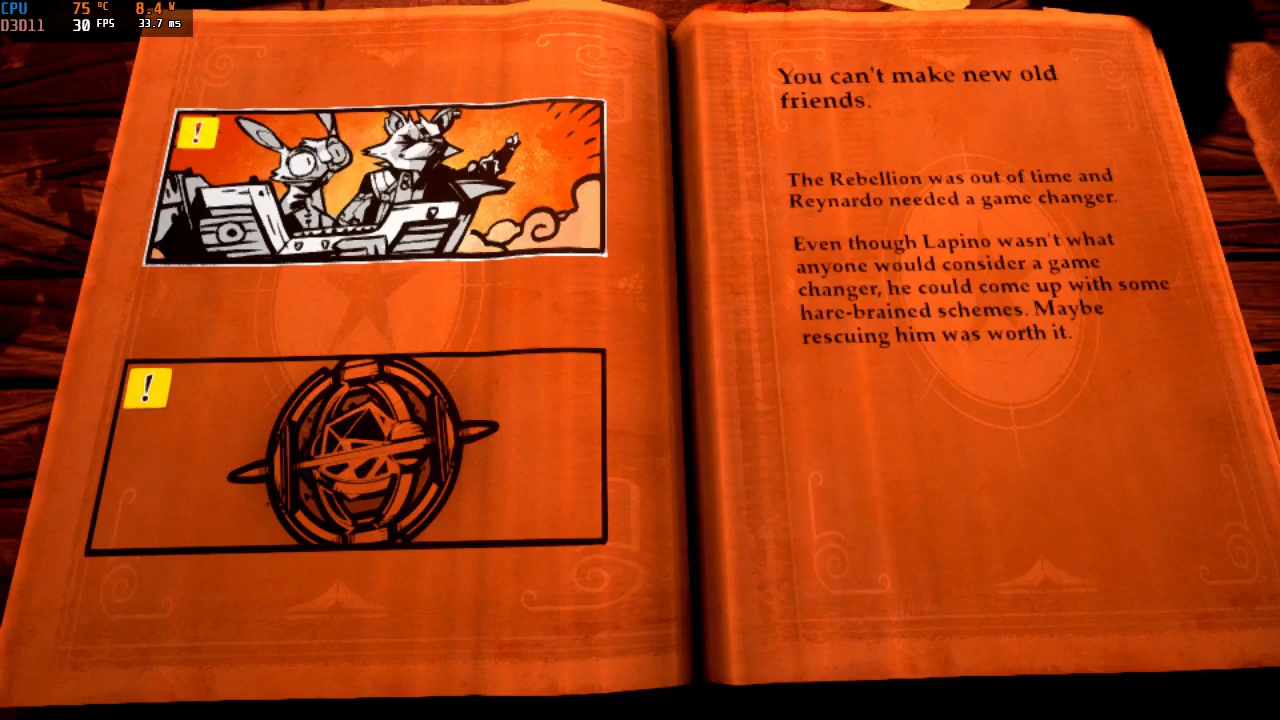 CPU 75 °C 8.4 W
D3D11 30 FPS 33.7 ms
!
!
You can't make new old
friends.
The Rebellion was out of time and
Reynardo needed a game changer.
Even though Lapino wasn't what
anyone would consider a game
changer, he could come up with some
hare-brained schemes. Maybe
rescuing him was worth it.